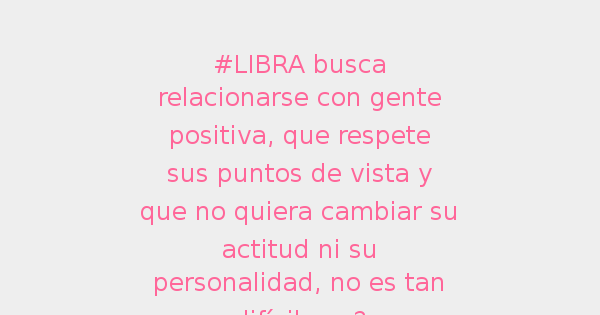 #LIBRA busca
relacionarse con gente
positiva, que respete
sus puntos de vista y
que no quiera cambiar su
actitud ni su
personalidad, no es tan